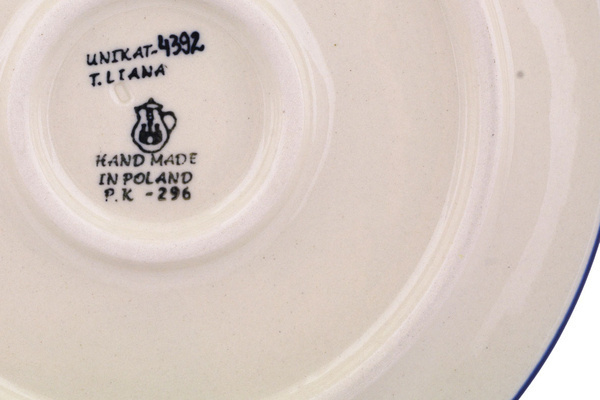 UNIKAT-4392
T. LIANA
HAND MADE
IN POLAND
P.K - 296